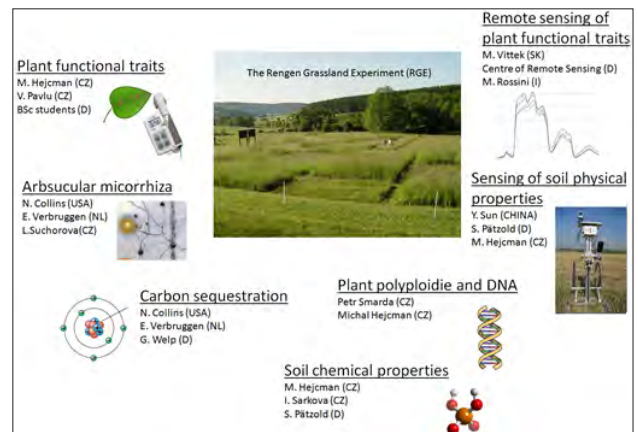 Plant functional traits
M. Hejcman (CZ)
V. Pavlu (CZ)
BSc students (D)
The Rengen Grassland Experiment (RGE)
Remote sensing of
plant functional traits
M. Vittek (SK)
Centre of Remote Sensing (D)
M. Rossini (I)
Arbsucular micorrhiza
N. Collins (USA)
E. Verbruggen (NL)
L.Suchorova(CZ)
Sensing of soil physical
properties
Y. Sun (CHINA)
S. Pätzold (D)
M. Hejcman (CZ)
Carbon sequestration
N. Collins (USA)
E. Verbruggen (NL)
G. Welp (D)
Plant polyploidie and DNA
Petr Smarda (CZ)
Michal Hejcman (CZ)
Soil chemical properties
M. Hejcman (CZ)
I. Sarkova (CZ)
S. Pätzold (D)